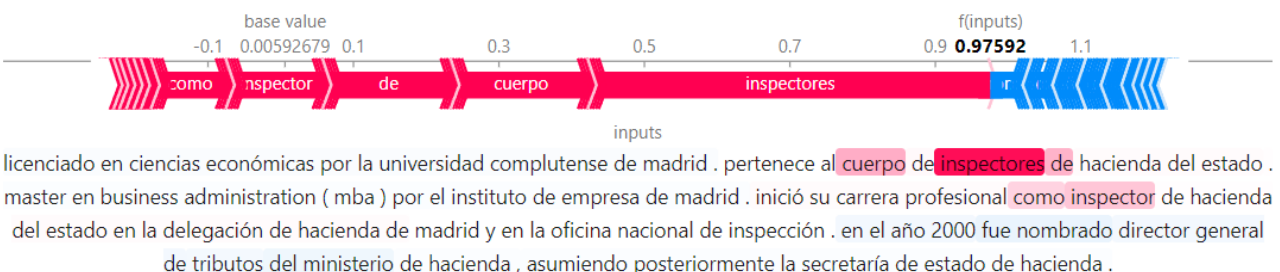 base value f(inputs)
-0.1 0.00592679 0.1 0.3 0.5 0.7 0.9 0.97592 1.1
como nspector de cuerpo inspectores or
inputs
licenciado en ciencias económicas por la universidad complutense de madrid . pertenece al cuerpo de inspectores de hacienda del estado .
master en business administration ( mba ) por el instituto de empresa de madrid . inició su carrera profesional como inspector de hacienda
del estado en la delegación de hacienda de madrid y en la oficina nacional de inspección . en el año 2000 fue nombrado director general
de tributos del ministerio de hacienda , asumiendo posteriormente la secretaría de estado de hacienda .